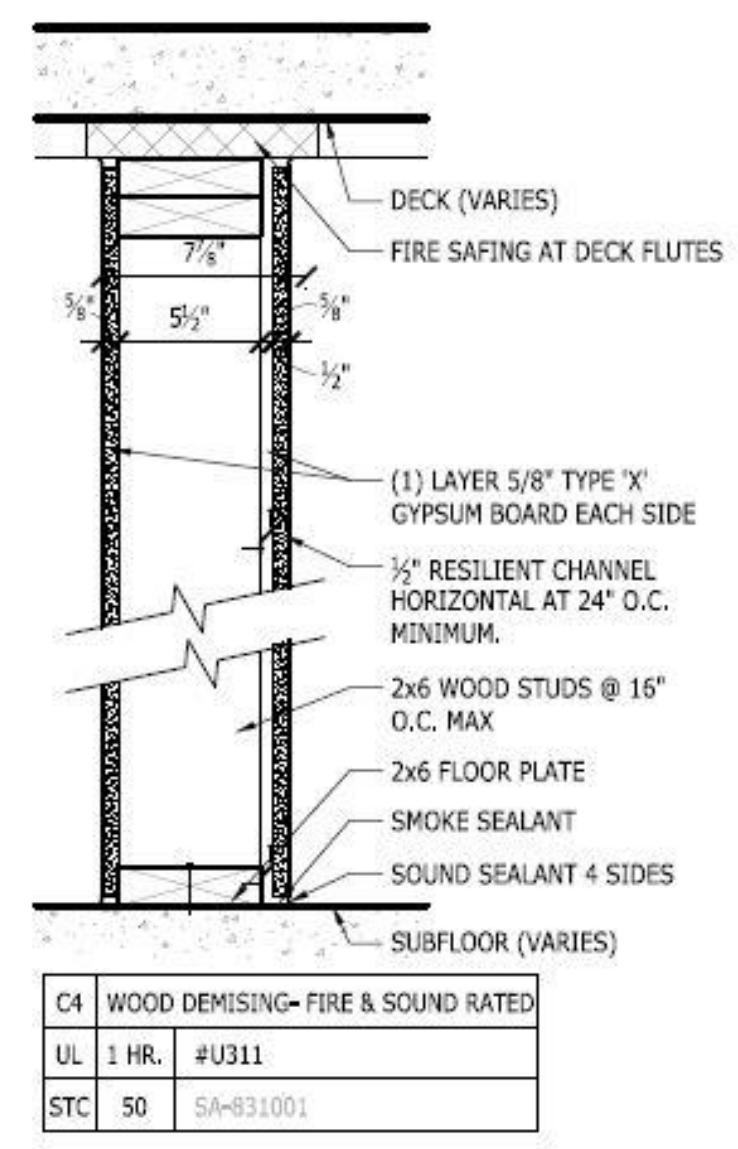 DECK (VARIES)
FIRE SAFING AT DECK FLUTES
7⅞"
⅝"
5½"
⅝"
½"
(1) LAYER 5/8" TYPE 'X'
GYPSUM BOARD EACH SIDE
½" RESILIENT CHANNEL
HORIZONTAL AT 24" O.C.
MINIMUM.
2x6 WOOD STUDS @ 16"
O.C. MAX
2x6 FLOOR PLATE
SMOKE SEALANT
SOUND SEALANT 4 SIDES
SUBFLOOR (VARIES)
C4 WOOD DEMISING- FIRE & SOUND RATED
UL 1 HR. #U311
STC 50 SA-831001